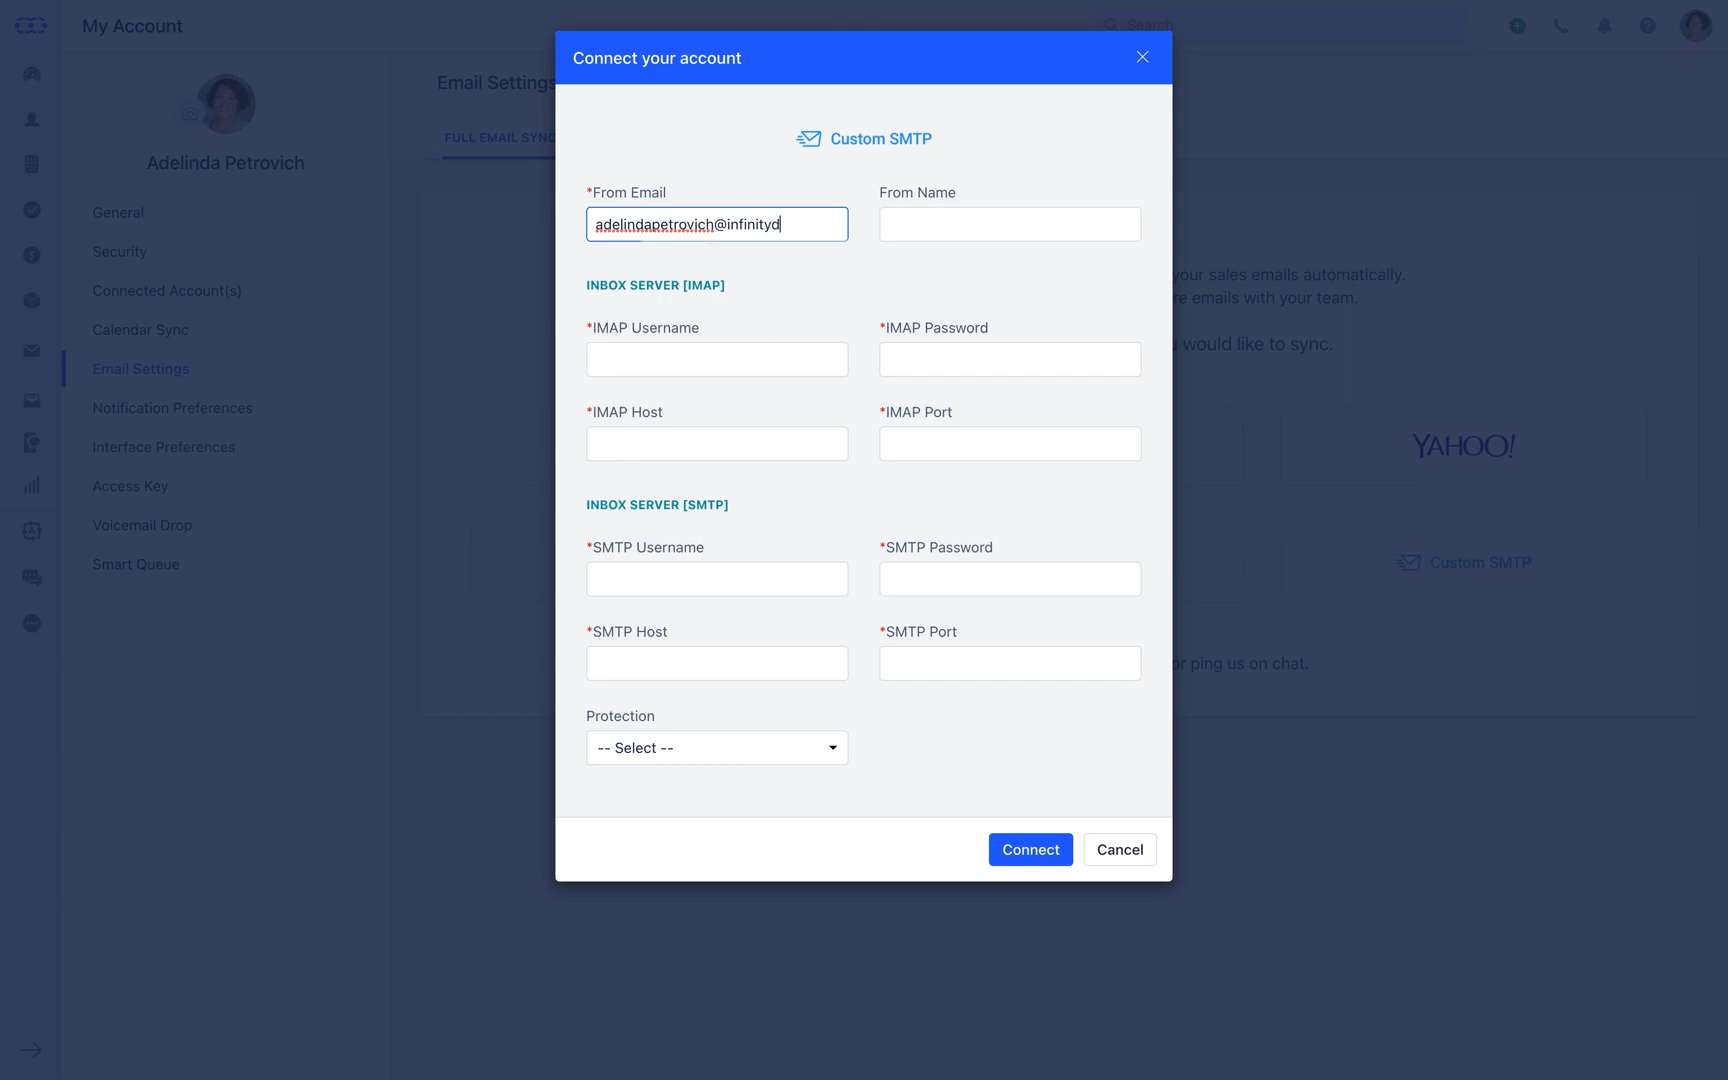 My Account
Search
Connect your account
Adelinda Petrovich
General
Security
Connected Account(s)
Calendar Sync
Email Settings
Notification Preferences
Interface Preferences
Access Key
Voicemail Drop
Smart Queue
Email Settings
FULL EMAIL SYNC
Custom SMTP
*From Email
From Name
adelindapetrovich@infinityd
INBOX SERVER [IMAP]
*IMAP Username
*IMAP Password
*IMAP Host
*IMAP Port
INBOX SERVER [SMTP]
*SMTP Username
*SMTP Password
*SMTP Host
*SMTP Port
Protection
-- Select --
Connect
Cancel
your sales emails automatically.
emails with your team.
would like to sync.
YAHOO!
Custom SMTP
or ping us on chat.